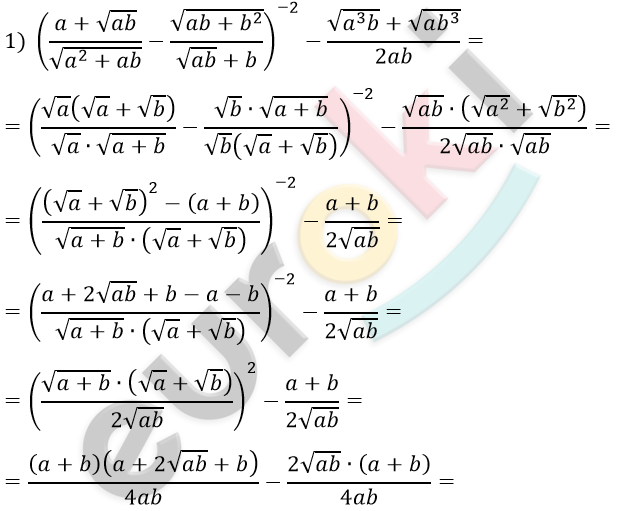 1) ((a + √(ab))/√(a² + ab) − √(ab + b²)/(√(ab) + b))⁻² − (√(a³b) + √(ab³))/(2ab) =
= ((√a(√a + √b))/(√a · √(a + b)) − (√b · √(a + b))/(√b(√a + √b)))⁻² − (√(ab) · (√(a²) + √(b²)))/(2√(ab) · √(ab)) =
= (((√a + √b)² − (a + b))/(√(a + b) · (√a + √b)))⁻² − (a + b)/(2√(ab)) =
= ((a + 2√(ab) + b − a − b)/(√(a + b) · (√a + √b)))⁻² − (a + b)/(2√(ab)) =
= ((√(a + b) · (√a + √b))/(2√(ab)))² − (a + b)/(2√(ab)) =
= ((a + b)(a + 2√(ab) + b))/(4ab) − (2√(ab) · (a + b))/(4ab) =
euroki